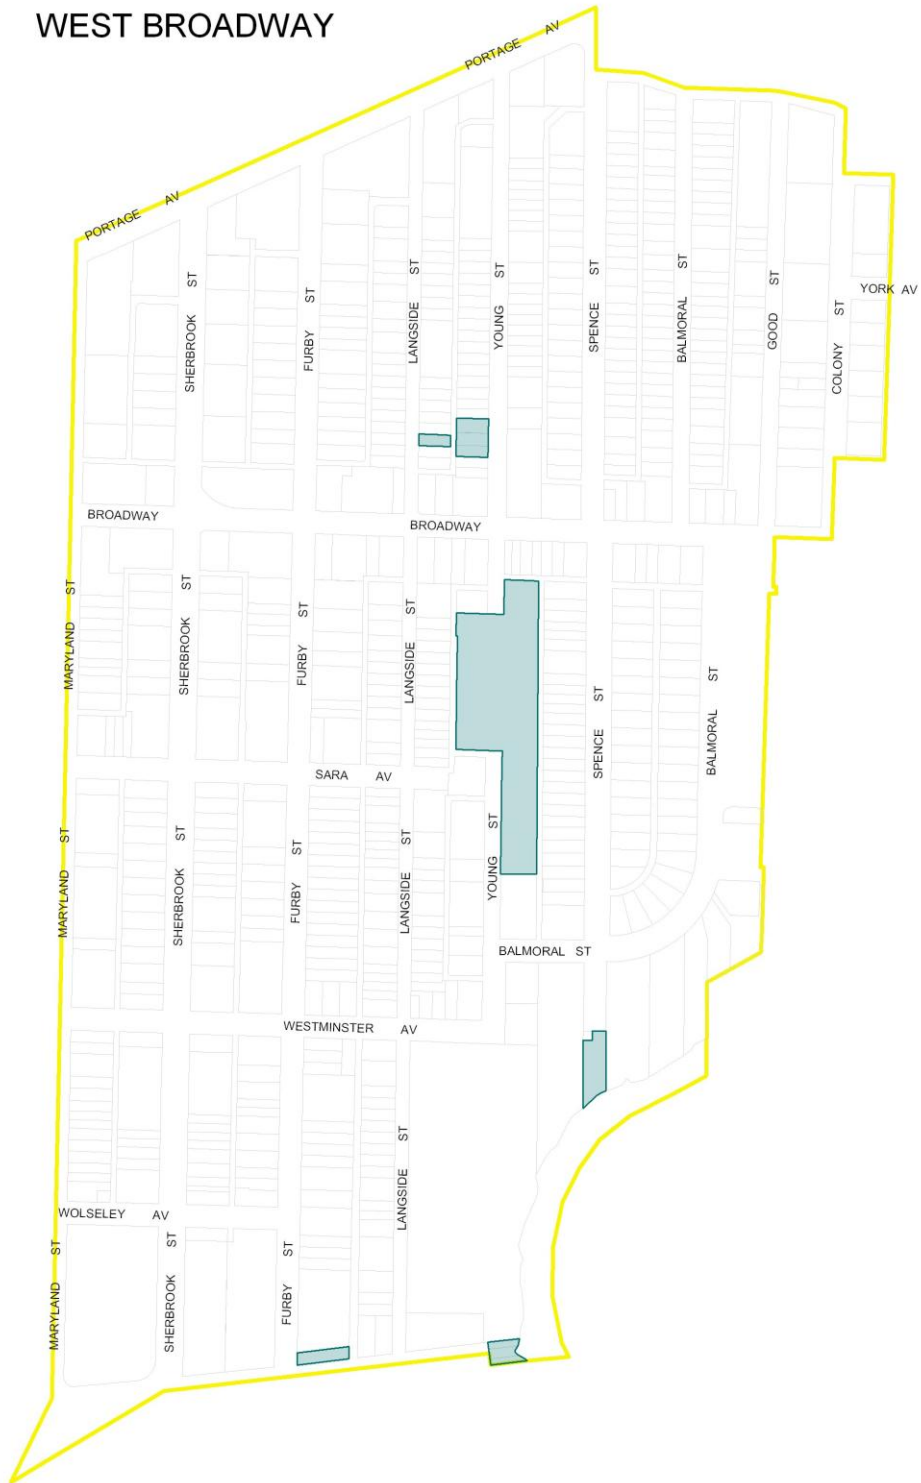 WEST BROADWAY
PORTAGE AV
PORTAGE AV
SHERBROOK ST
FURBY ST
LANGSIDE ST
YOUNG ST
SPENCE ST
BALMORAL ST
GOOD ST
COLONY ST
YORK AV
BROADWAY
BROADWAY
MARYLAND ST
SHERBROOK ST
FURBY ST
LANGSIDE ST
SPENCE ST
BALMORAL ST
SARA AV
MARYLAND ST
SHERBROOK ST
FURBY ST
LANGSIDE ST
YOUNG ST
BALMORAL ST
WESTMINSTER AV
LANGSIDE ST
WOLSELEY AV
MARYLAND ST
SHERBROOK ST
FURBY ST